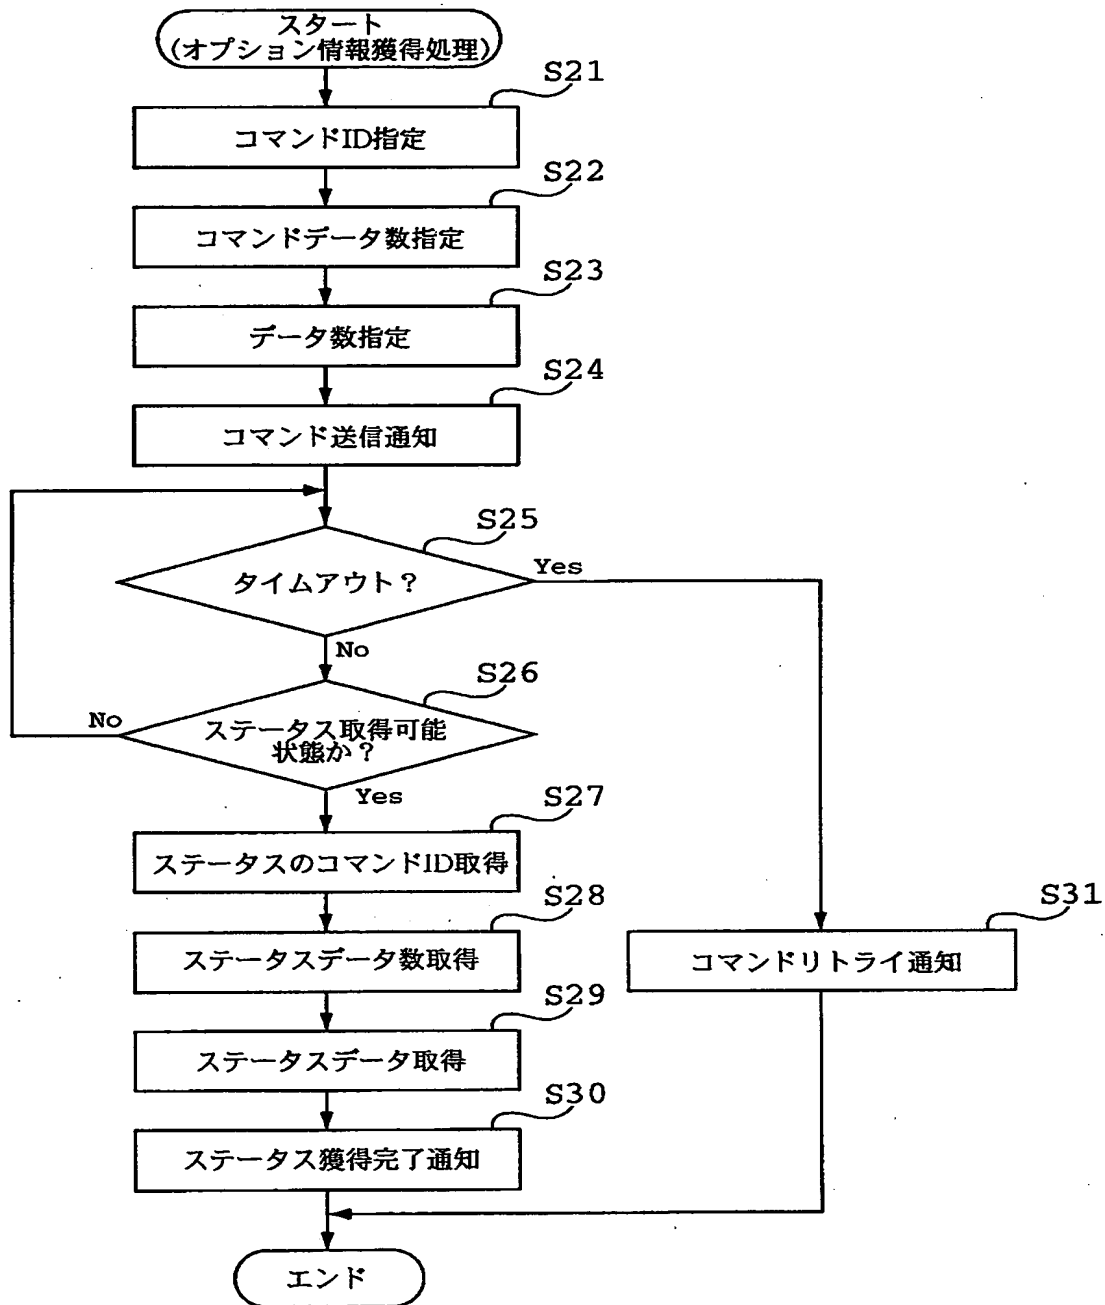 スタート
(オプション情報獲得処理)
S21
コマンドID指定
S22
コマンドデータ数指定
S23
データ数指定
S24
コマンド送信通知
S25
タイムアウト?
Yes
No
S26
ステータス取得可能
状態か?
No
Yes
S27
ステータスのコマンドID取得
S28
ステータスデータ数取得
S31
コマンドリトライ通知
S29
ステータスデータ取得
S30
ステータス獲得完了通知
エンド